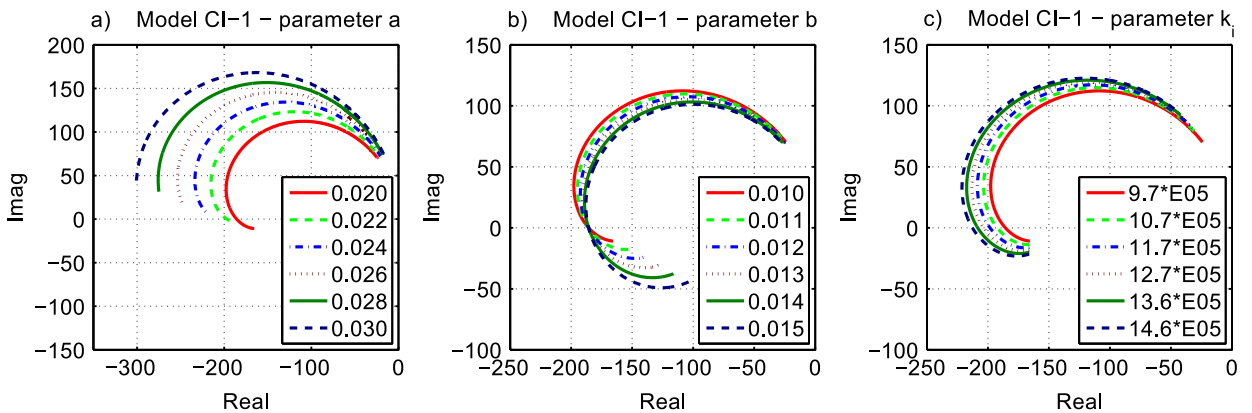 a) Model CI−1 − parameter a
200
150
100
50
0
−50
−100
−150
−300 −200 −100 0
Imag
Real
0.020
0.022
0.024
0.026
0.028
0.030
b) Model CI−1 − parameter b
150
100
50
0
−50
−100
−250 −200 −150 −100 −50 0
Imag
Real
0.010
0.011
0.012
0.013
0.014
0.015
c) Model CI−1 − parameter k_i
150
100
50
0
−50
−100
−250 −200 −150 −100 −50 0
Imag
Real
9.7*E05
10.7*E05
11.7*E05
12.7*E05
13.6*E05
14.6*E05